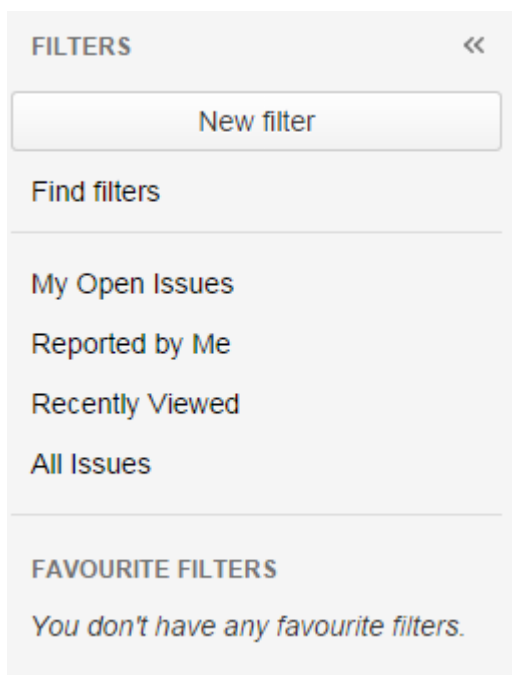 FILTERS
New filter
Find filters
My Open Issues
Reported by Me
Recently Viewed
All Issues
FAVOURITE FILTERS
You don't have any favourite filters.